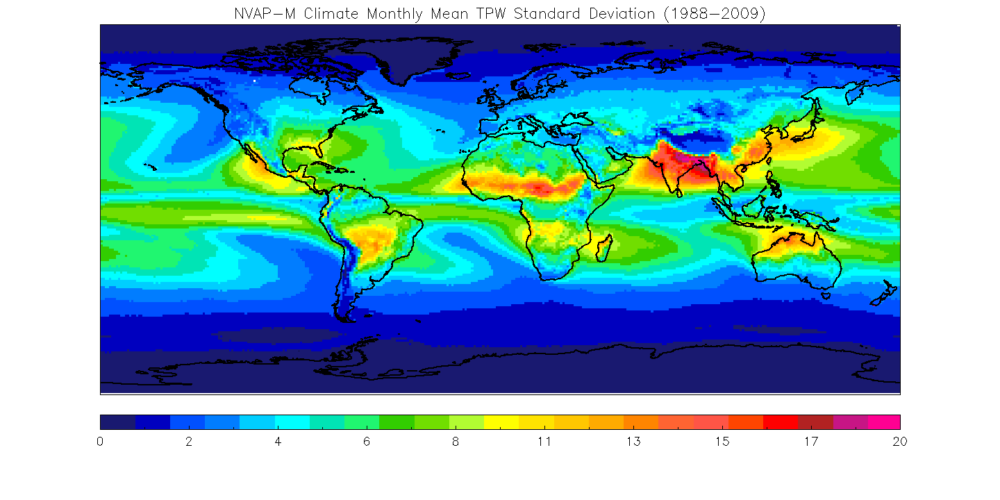 NVAP-M Climate Monthly Mean TPW Standard Deviation (1988-2009)
0 2 4 6 8 11 13 15 17 20